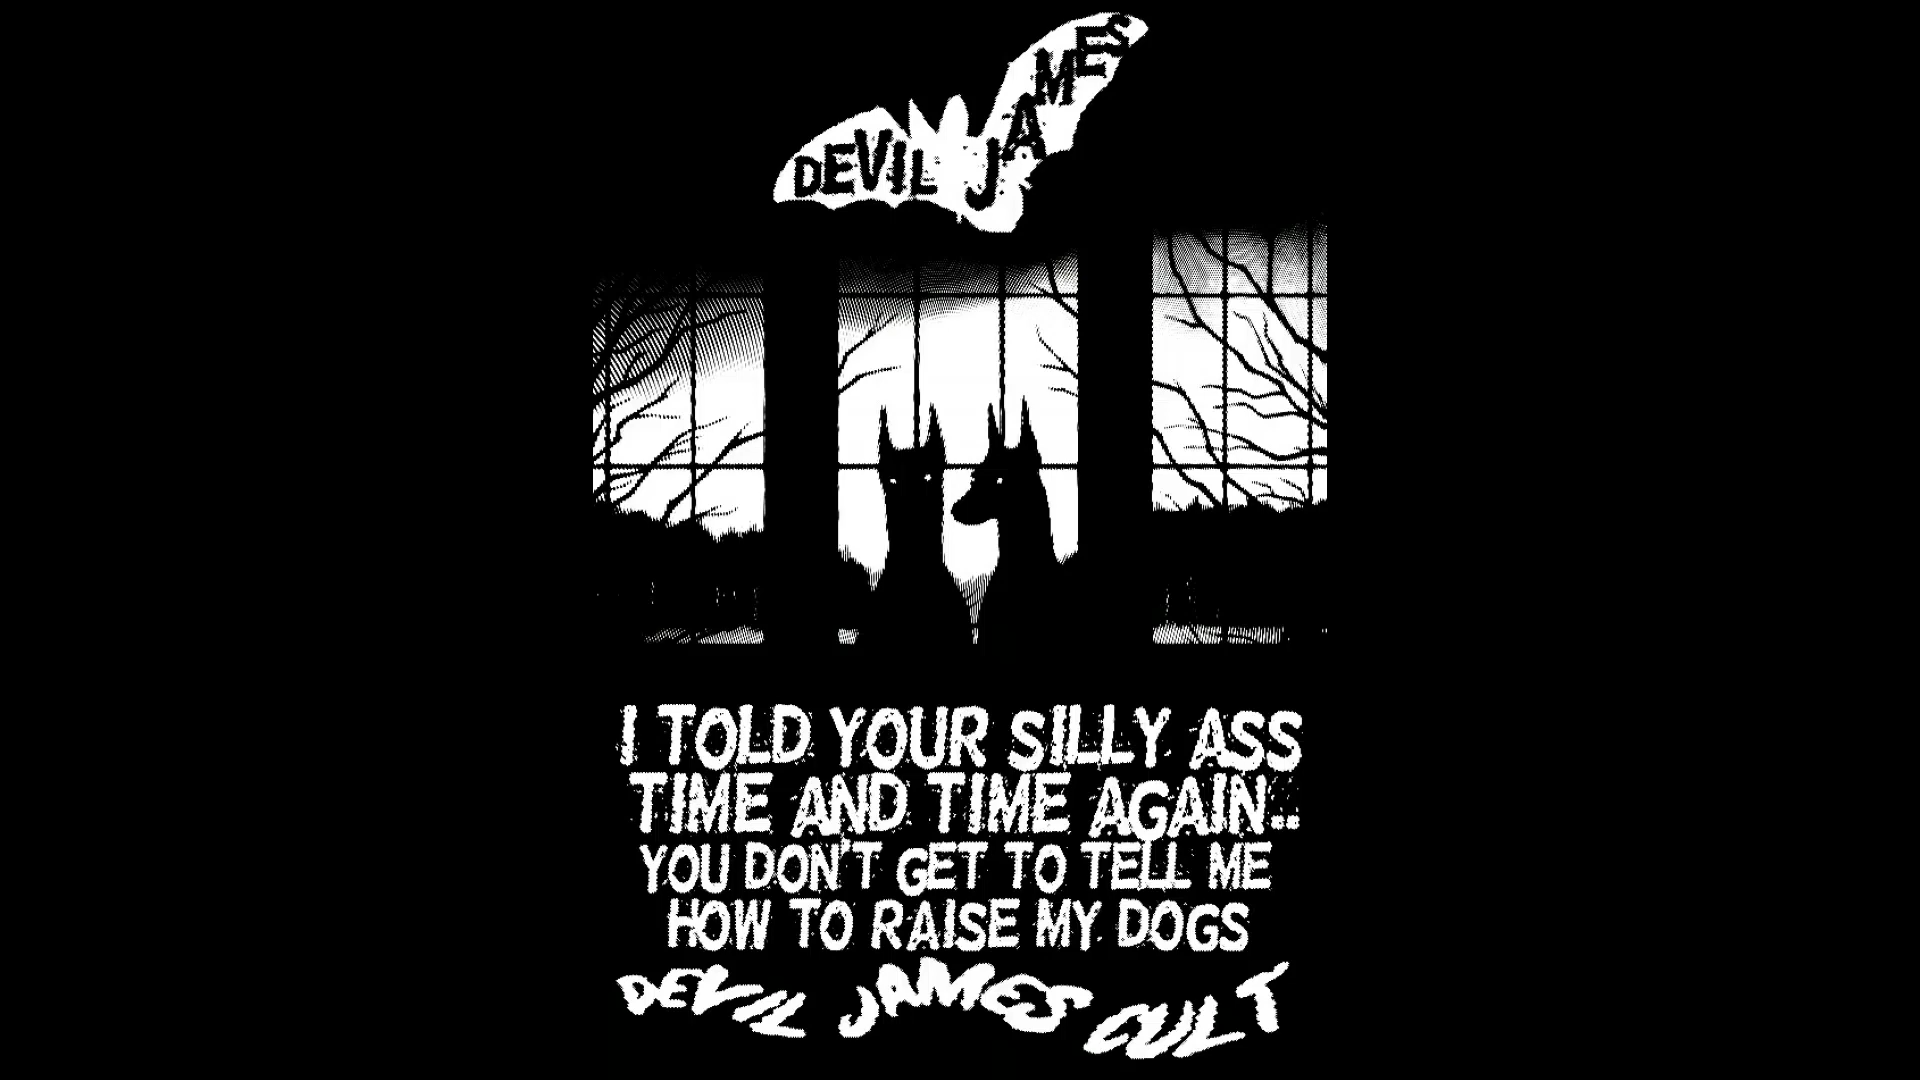 DEVIL JAMES
I TOLD YOUR SILLY ASS
TIME AND TIME AGAIN..
YOU DON'T GET TO TELL ME
HOW TO RAISE MY DOGS
DEVIL JAMES CULT